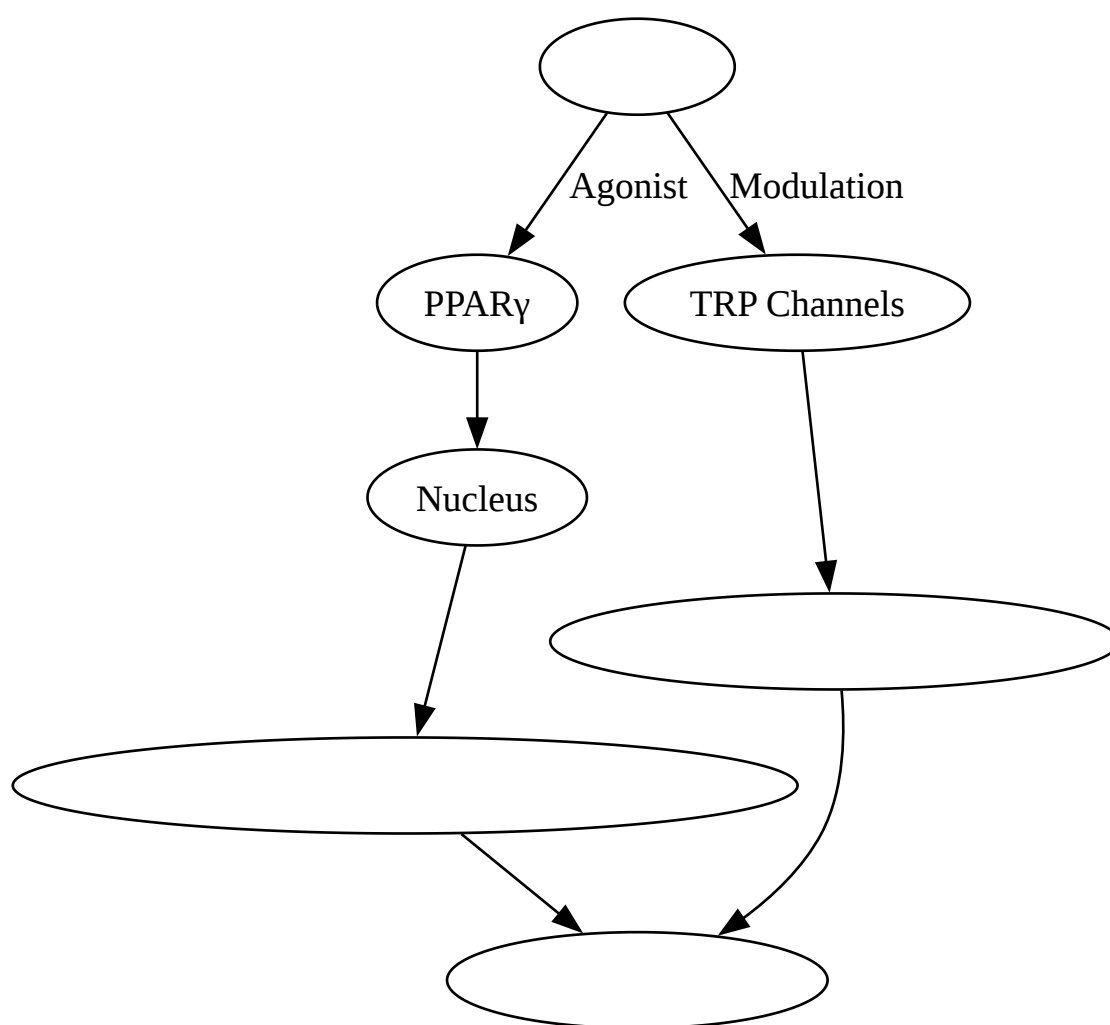 Agonist
Modulation
PPARγ
TRP Channels
Nucleus